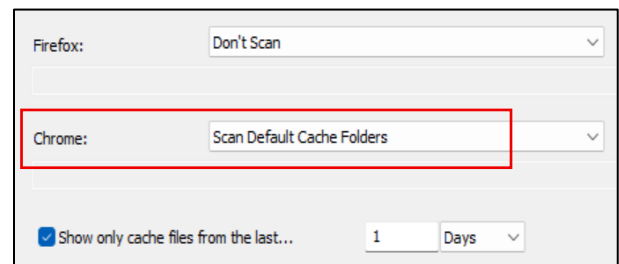 Firefox: Don't Scan
Chrome: Scan Default Cache Folders
Show only cache files from the last... 1 Days